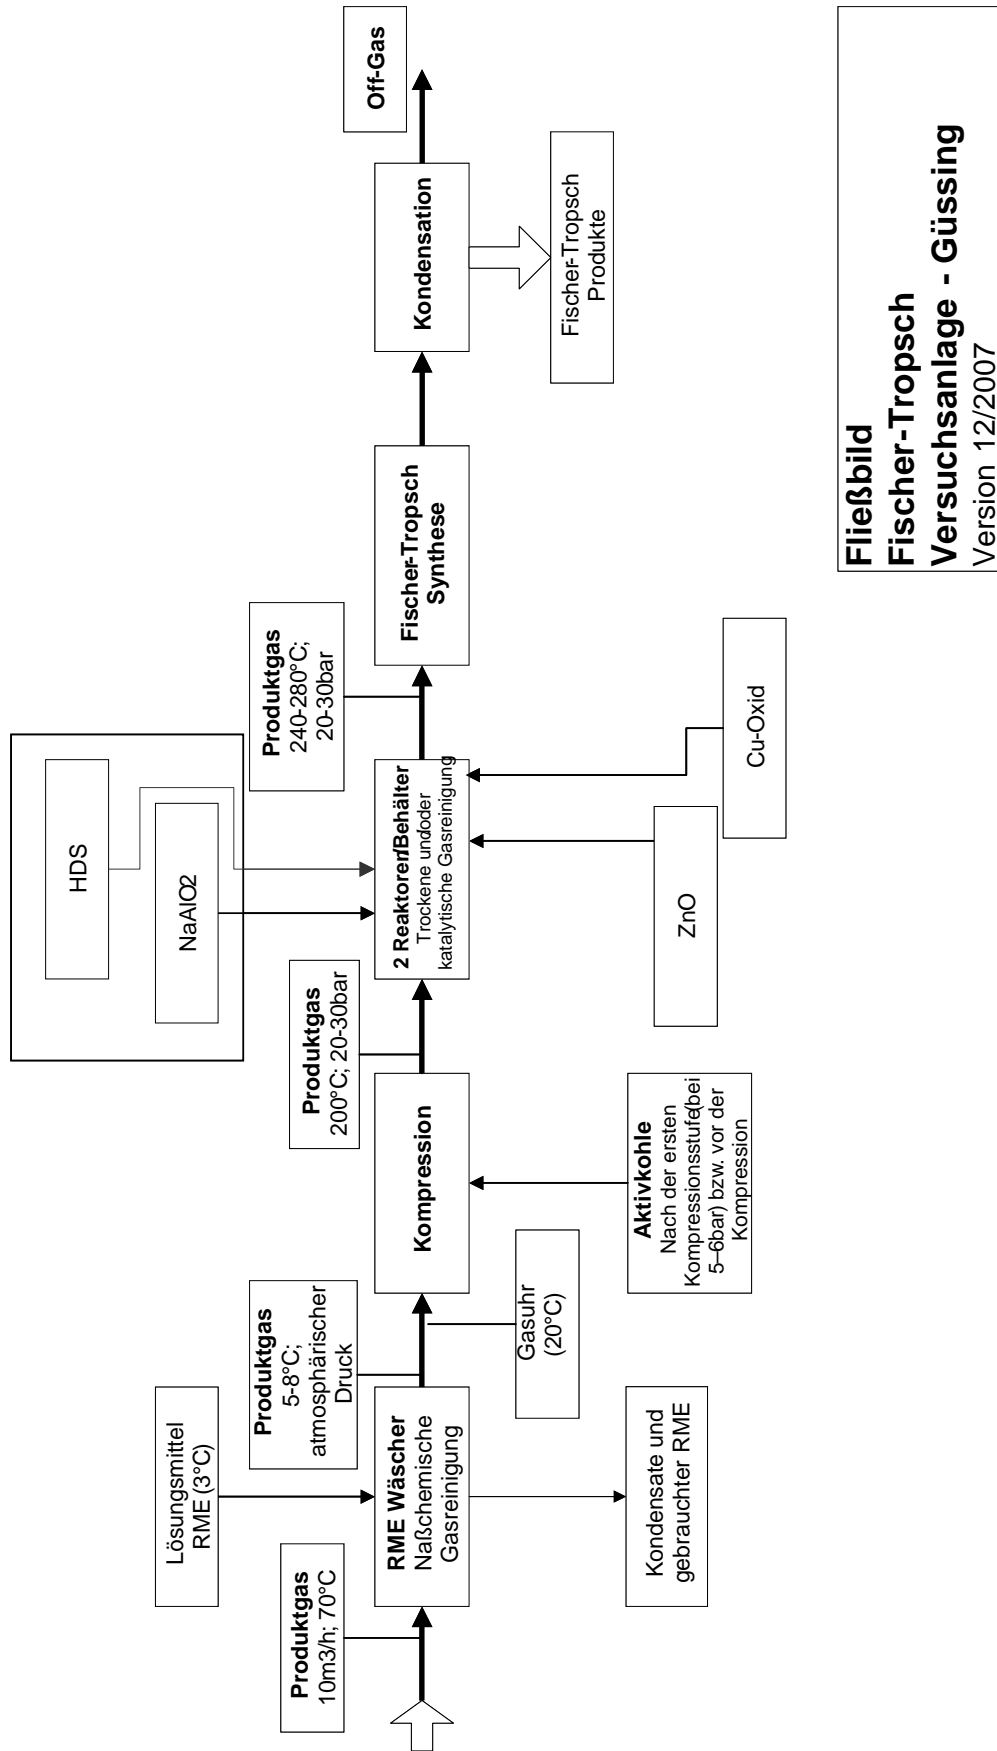 Produktgas
10m3/h; 70°C
Lösungsmittel
RME (3°C)
RME Wäscher
Naßchemische
Gasreinigung
Kondensate und
gebrauchter RME
Produktgas
5-8°C;
atmosphärischer
Druck
Gasuhr
(20°C)
Kompression
Aktivkohle
Nach der ersten
Kompressionsstufe(bei
5–6bar) bzw. vor der
Kompression
Produktgas
200°C; 20-30bar
HDS
NaAlO2
2 Reaktoren/Behälter
Trockene und/oder
katalytische Gasreinigung
ZnO
Cu-Oxid
Produktgas
240-280°C;
20-30bar
Fischer-Tropsch
Synthese
Kondensation
Fischer-Tropsch
Produkte
Off-Gas
Fließbild
Fischer-Tropsch
Versuchsanlage - Güssing
Version 12/2007